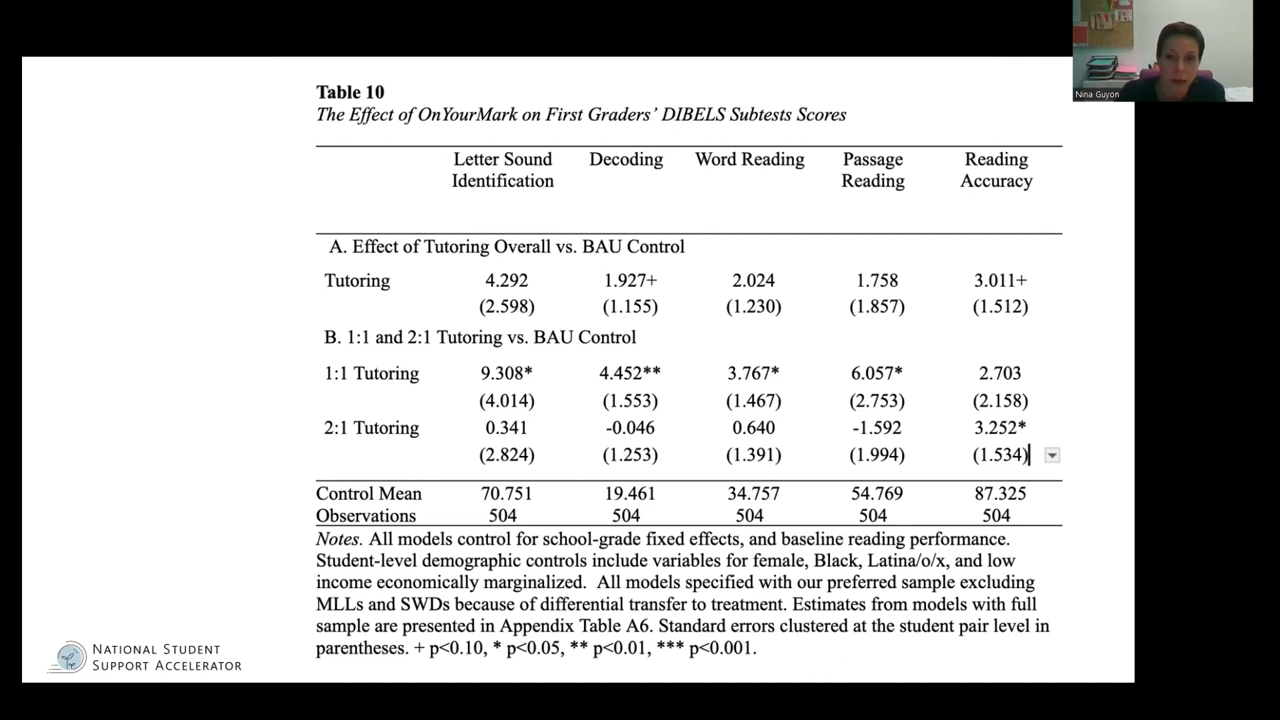 Nina Guyon
Table 10
The Effect of OnYourMark on First Graders’ DIBELS Subtests Scores
Letter Sound Identification Decoding Word Reading Passage Reading Reading Accuracy
A. Effect of Tutoring Overall vs. BAU Control
Tutoring 4.292 1.927+ 2.024 1.758 3.011+
(2.598) (1.155) (1.230) (1.857) (1.512)
B. 1:1 and 2:1 Tutoring vs. BAU Control
1:1 Tutoring 9.308* 4.452** 3.767* 6.057* 2.703
(4.014) (1.553) (1.467) (2.753) (2.158)
2:1 Tutoring 0.341 -0.046 0.640 -1.592 3.252*
(2.824) (1.253) (1.391) (1.994) (1.534)
Control Mean 70.751 19.461 34.757 54.769 87.325
Observations 504 504 504 504 504
Notes. All models control for school-grade fixed effects, and baseline reading performance.
Student-level demographic controls include variables for female, Black, Latina/o/x, and low
income economically marginalized. All models specified with our preferred sample excluding
MLLs and SWDs because of differential transfer to treatment. Estimates from models with full
sample are presented in Appendix Table A6. Standard errors clustered at the student pair level in
parentheses. + p<0.10, * p<0.05, ** p<0.01, *** p<0.001.
NATIONAL STUDENT
SUPPORT ACCELERATOR